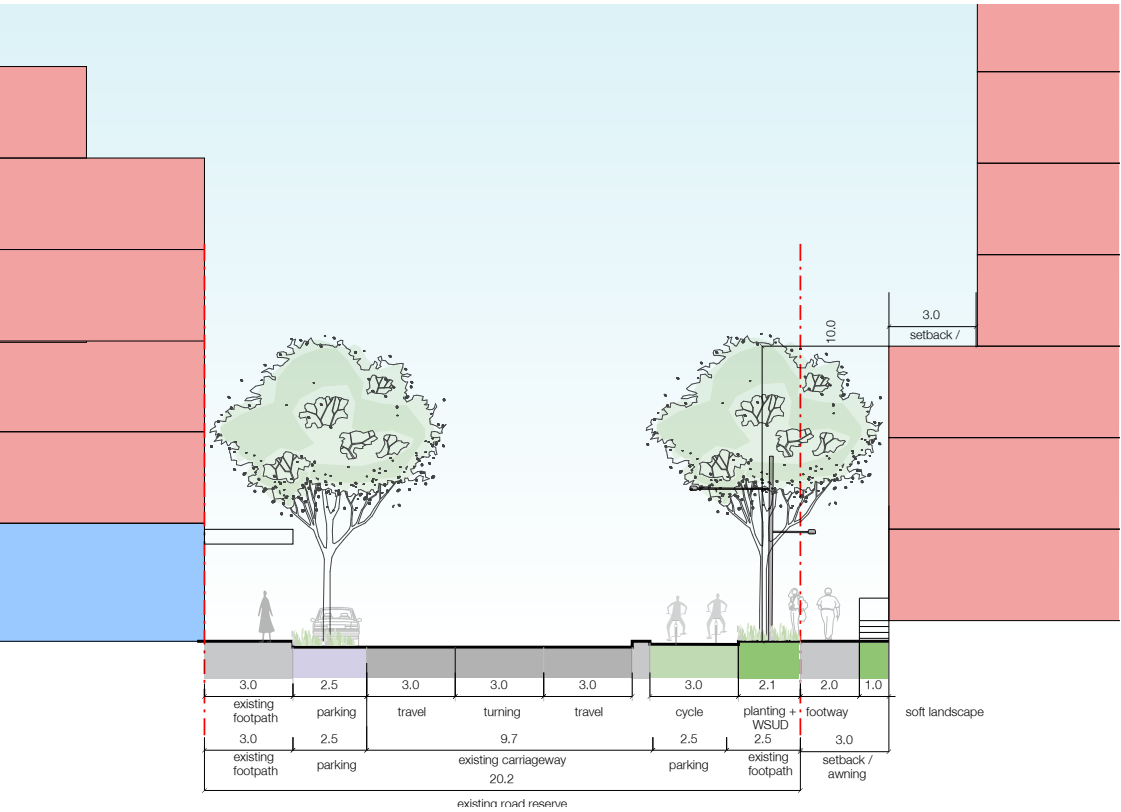 3.0
setback /
10.0
3.0 2.5 3.0 3.0 3.0 3.0 2.1 2.0 1.0
existing
footpath
parking
travel
turning
travel
cycle
planting +
WSUD
footway
soft landscape
3.0 2.5 9.7 2.5 2.5 3.0
existing
footpath
parking
existing carriageway
parking
existing
footpath
setback /
awning
20.2
existing road reserve